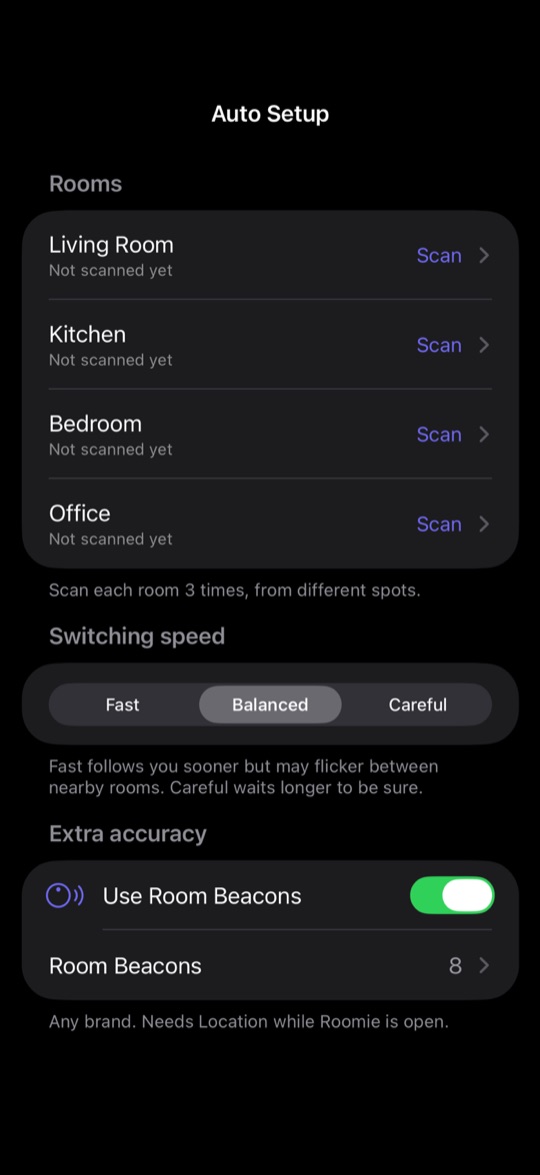 Auto Setup
Rooms
Living Room
Not scanned yet
Scan
Kitchen
Not scanned yet
Scan
Bedroom
Not scanned yet
Scan
Office
Not scanned yet
Scan
Scan each room 3 times, from different spots.
Switching speed
Fast
Balanced
Careful
Fast follows you sooner but may flicker between
nearby rooms. Careful waits longer to be sure.
Extra accuracy
Use Room Beacons
Room Beacons
8
Any brand. Needs Location while Roomie is open.